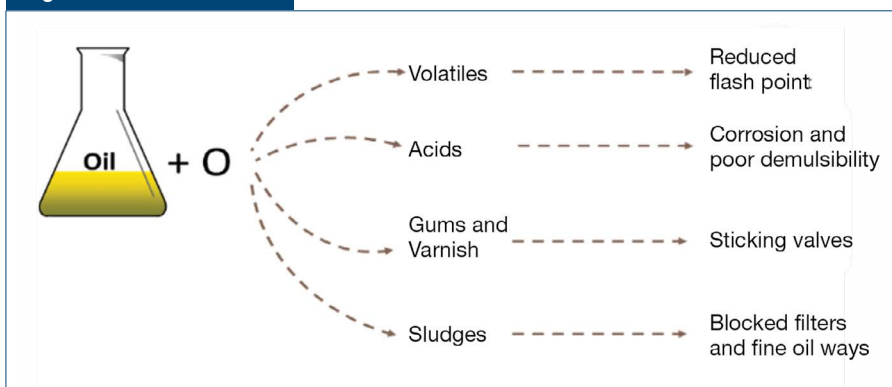 Oil
+ O
Volatiles
Reduced
flash point
Acids
Corrosion and
poor demulsibility
Gums and
Varnish
Sticking valves
Sludges
Blocked filters
and fine oil ways